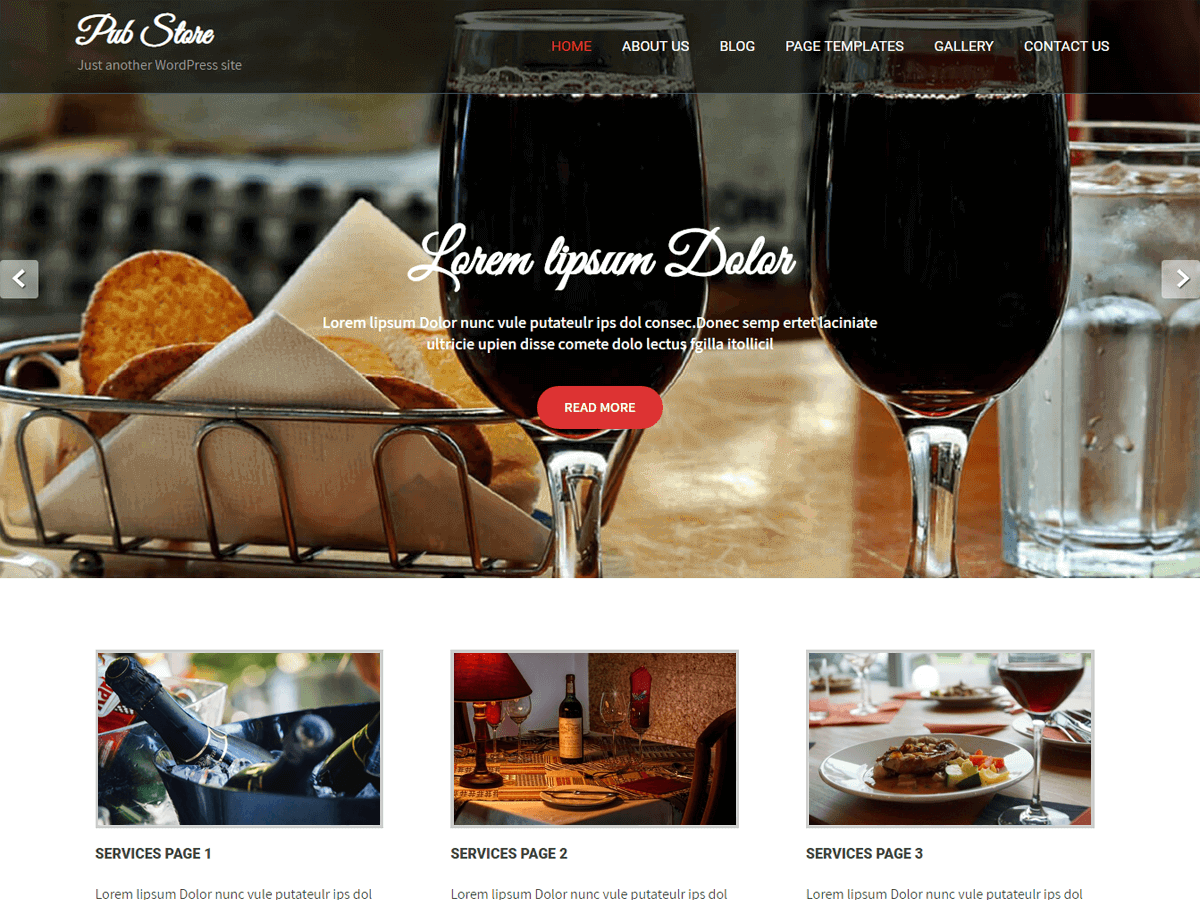 Pub Store
Just another WordPress site
HOME ABOUT US BLOG PAGE TEMPLATES GALLERY CONTACT US
Lorem lipsum Dolor
Lorem lipsum Dolor nunc vule putateulr ips dol consec.Donec semp ertet laciniate
ultricie upien disse comete dolo lectus fgilla itollicil
READ MORE
SERVICES PAGE 1
SERVICES PAGE 2
SERVICES PAGE 3
Lorem lipsum Dolor nunc vule putateulr ips dol
Lorem lipsum Dolor nunc vule putateulr ips dol
Lorem lipsum Dolor nunc vule putateulr ips dol